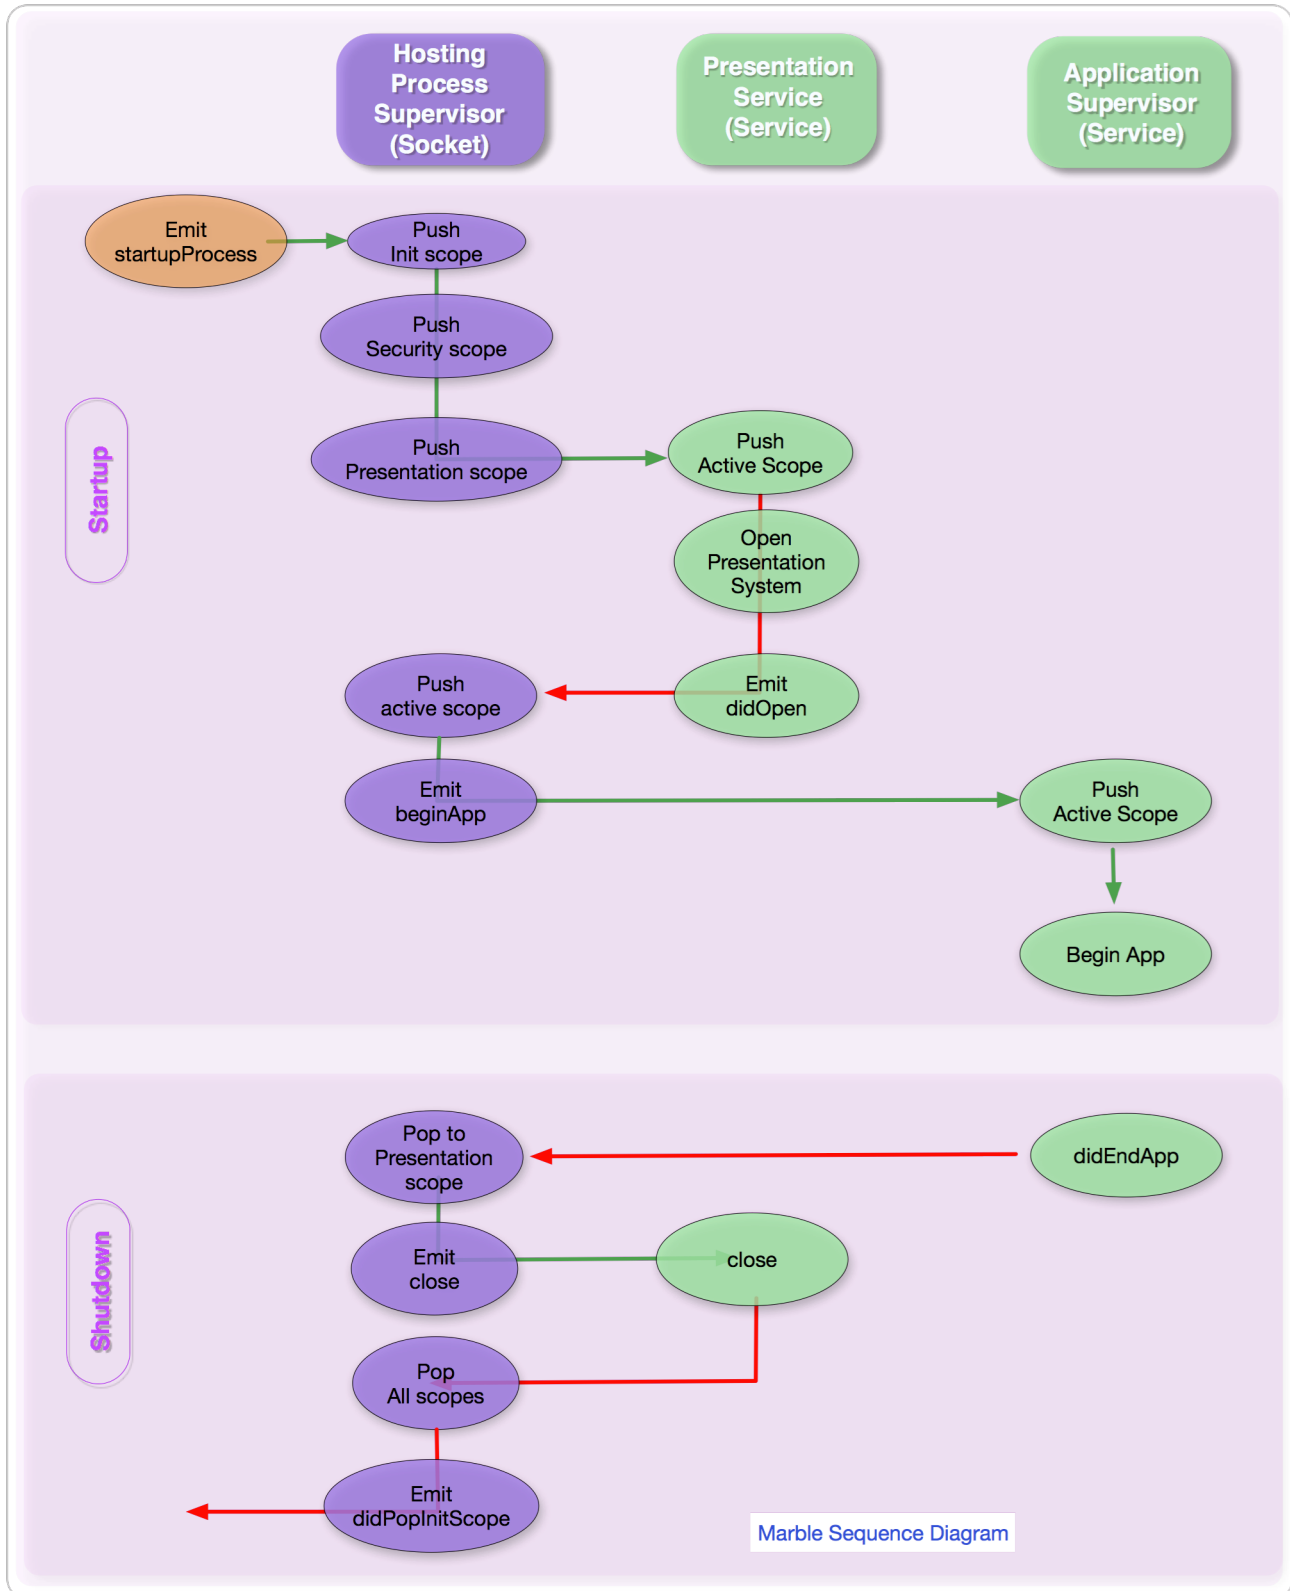 Hosting
Process
Supervisor
(Socket)
Presentation
Service
(Service)
Application
Supervisor
(Service)
Emit
startupProcess
Push
Init scope
Push
Security scope
Push
Presentation scope
Push
Active Scope
Startup
Open
Presentation
System
Push
active scope
Emit
didOpen
Emit
beginApp
Push
Active Scope
Begin App
Pop to
Presentation
scope
didEndApp
Shutdown
Emit
close
close
Pop
All scopes
Emit
didPopInitScope
Marble Sequence Diagram